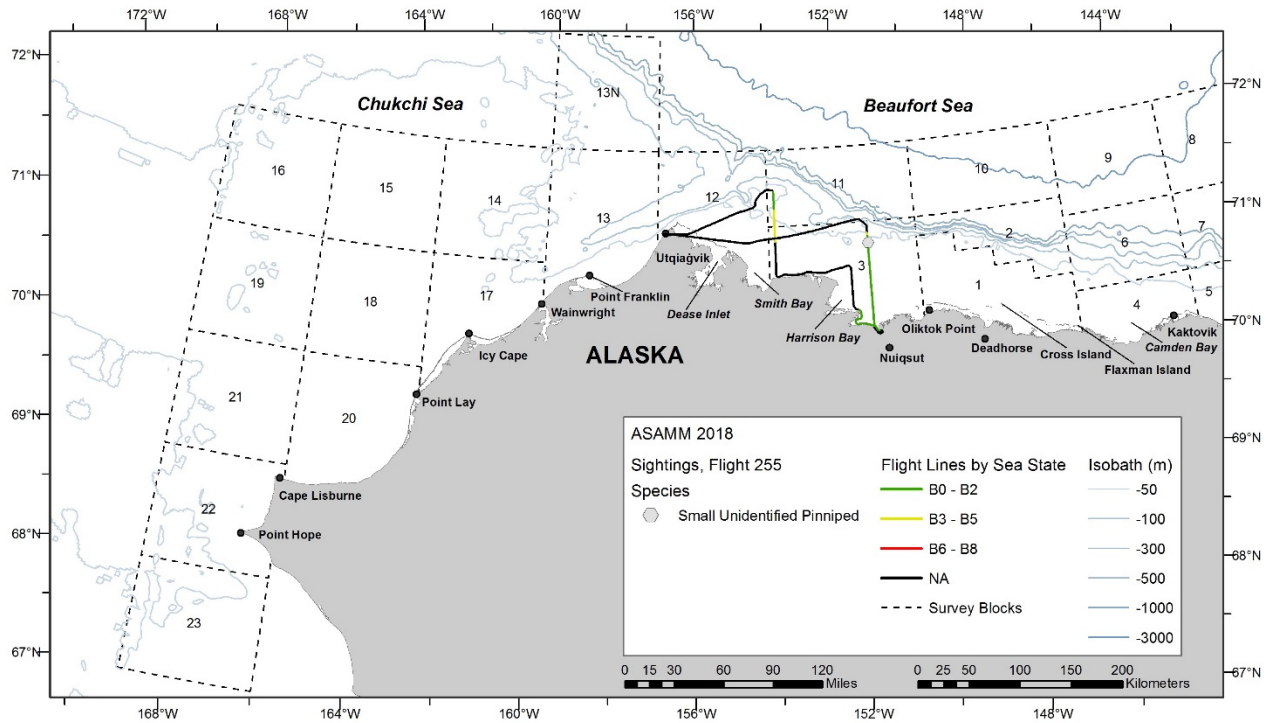 172°W 168°W 164°W 160°W 156°W 152°W 148°W 144°W
72°N
72°N
Chukchi Sea
Beaufort Sea
13N
8
9
10
11
16
15
14
12
71°N
71°N
13
2
7
6
Utqiaġvik
3
19
18
17
Point Franklin
Dease Inlet
Smith Bay
1
5
4
70°N
70°N
Wainwright
Harrison Bay
Oliktok Point
Kaktovik
Icy Cape
ALASKA
Nuiqsut
Deadhorse
Cross Island
Camden Bay
Flaxman Island
21
20
Point Lay
69°N
69°N
Cape Lisburne
22
Point Hope
68°N
68°N
23
67°N
67°N
ASAMM 2018
Sightings, Flight 255
Species
Small Unidentified Pinniped
Flight Lines by Sea State
B0 - B2
B3 - B5
B6 - B8
NA
Survey Blocks
Isobath (m)
-50
-100
-300
-500
-1000
-3000
0 15 30 60 90 120
Miles
0 25 50 100 150 200
Kilometers
168°W 164°W 160°W 156°W 152°W 148°W